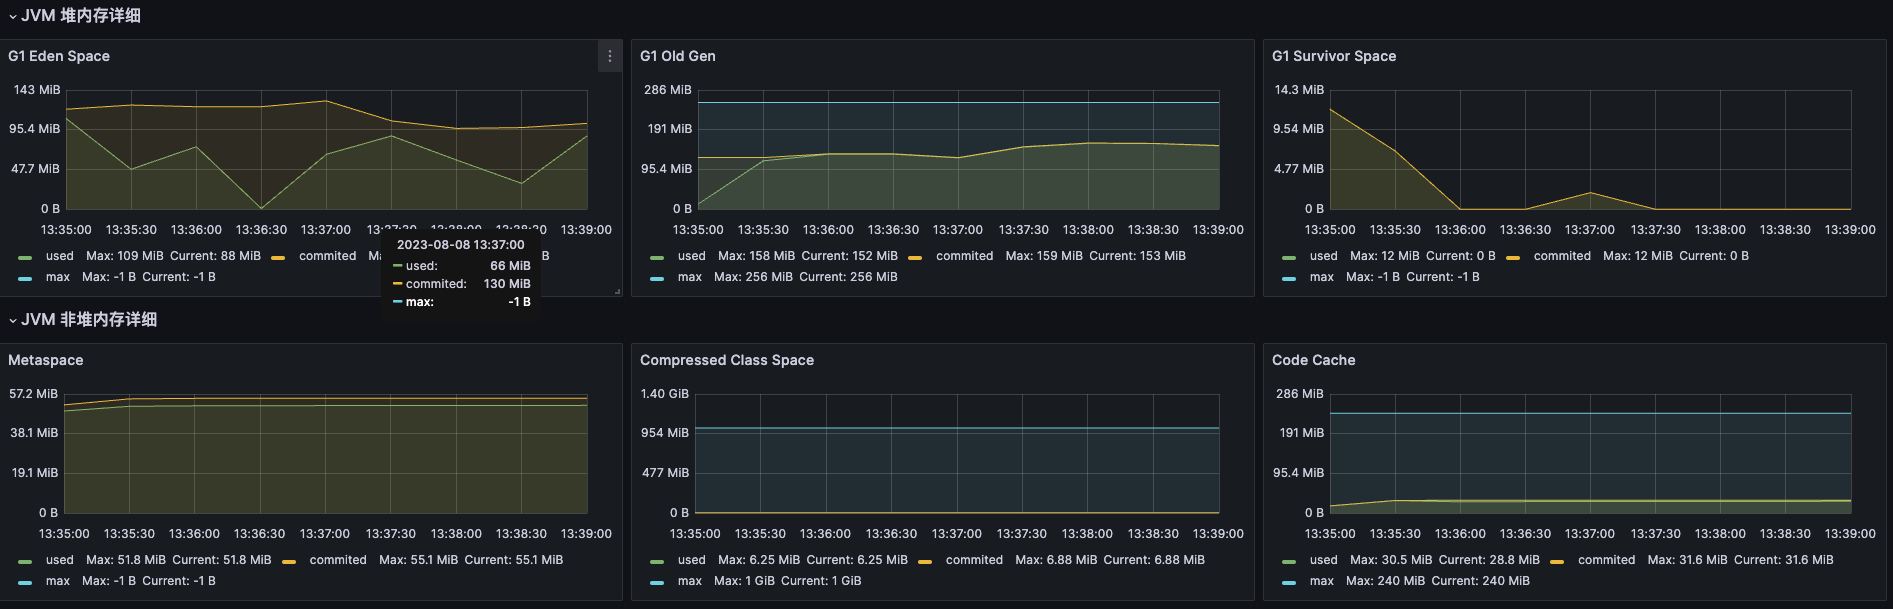 JVM 堆内存详细
G1 Eden Space
143 MiB
95.4 MiB
47.7 MiB
0 B
13:35:00 13:35:30 13:36:00 13:36:30 13:37:00 13:37:30 13:38:00 13:38:30 13:39:00
used Max: 109 MiB Current: 88 MiB commited
max Max: -1 B Current: -1 B
2023-08-08 13:37:00
used: 66 MiB
commited: 130 MiB
max: -1 B
G1 Old Gen
286 MiB
191 MiB
95.4 MiB
0 B
13:35:00 13:35:30 13:36:00 13:36:30 13:37:00 13:37:30 13:38:00 13:38:30 13:39:00
used Max: 158 MiB Current: 152 MiB commited Max: 159 MiB Current: 153 MiB
max Max: 256 MiB Current: 256 MiB
G1 Survivor Space
14.3 MiB
9.54 MiB
4.77 MiB
0 B
13:35:00 13:35:30 13:36:00 13:36:30 13:37:00 13:37:30 13:38:00 13:38:30 13:39:00
used Max: 12 MiB Current: 0 B commited Max: 12 MiB Current: 0 B
max Max: -1 B Current: -1 B
JVM 非堆内存详细
Metaspace
57.2 MiB
38.1 MiB
19.1 MiB
0 B
13:35:00 13:35:30 13:36:00 13:36:30 13:37:00 13:37:30 13:38:00 13:38:30 13:39:00
used Max: 51.8 MiB Current: 51.8 MiB commited Max: 55.1 MiB Current: 55.1 MiB
max Max: -1 B Current: -1 B
Compressed Class Space
1.40 GiB
954 MiB
477 MiB
0 B
13:35:00 13:35:30 13:36:00 13:36:30 13:37:00 13:37:30 13:38:00 13:38:30 13:39:00
used Max: 6.25 MiB Current: 6.25 MiB commited Max: 6.88 MiB Current: 6.88 MiB
max Max: 1 GiB Current: 1 GiB
Code Cache
286 MiB
191 MiB
95.4 MiB
0 B
13:35:00 13:35:30 13:36:00 13:36:30 13:37:00 13:37:30 13:38:00 13:38:30 13:39:00
used Max: 30.5 MiB Current: 28.8 MiB commited Max: 31.6 MiB Current: 31.6 MiB
max Max: 240 MiB Current: 240 MiB